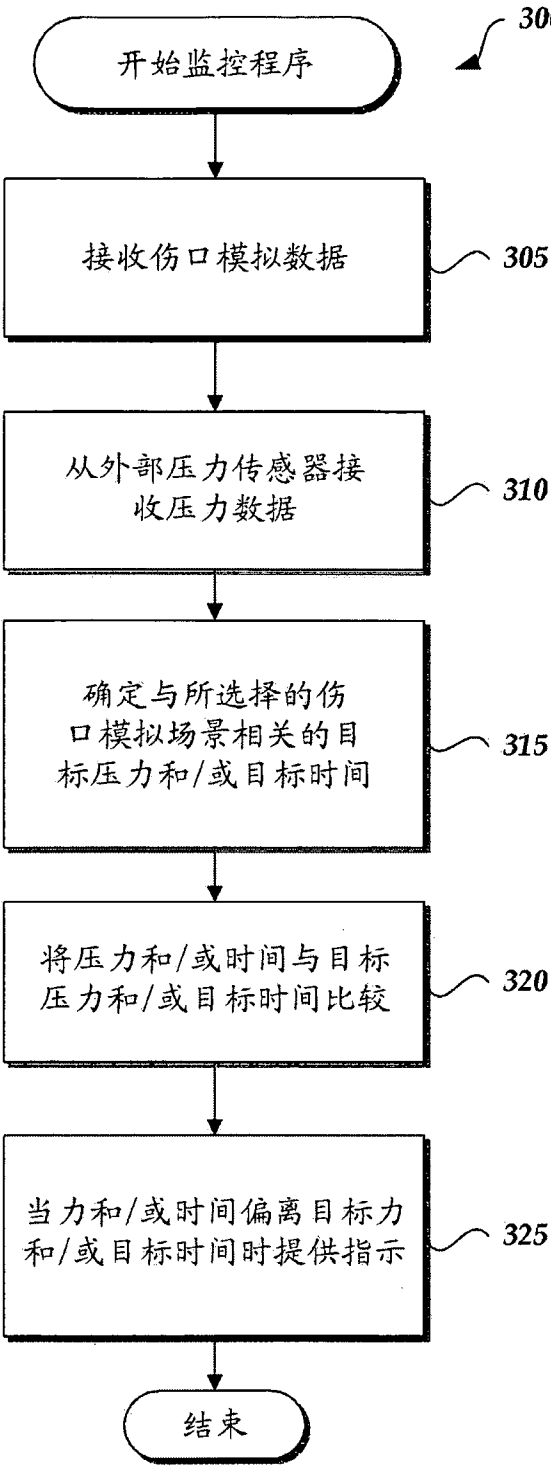 30
开始监控程序
接收伤口模拟数据
305
从外部压力传感器接
收压力数据
310
确定与所选择的伤
口模拟场景相关的目
标压力和/或目标时间
315
将压力和/或时间与目标
压力和/或目标时间比较
320
当力和/或时间偏离目标力
和/或目标时间时提供指示
325
结束